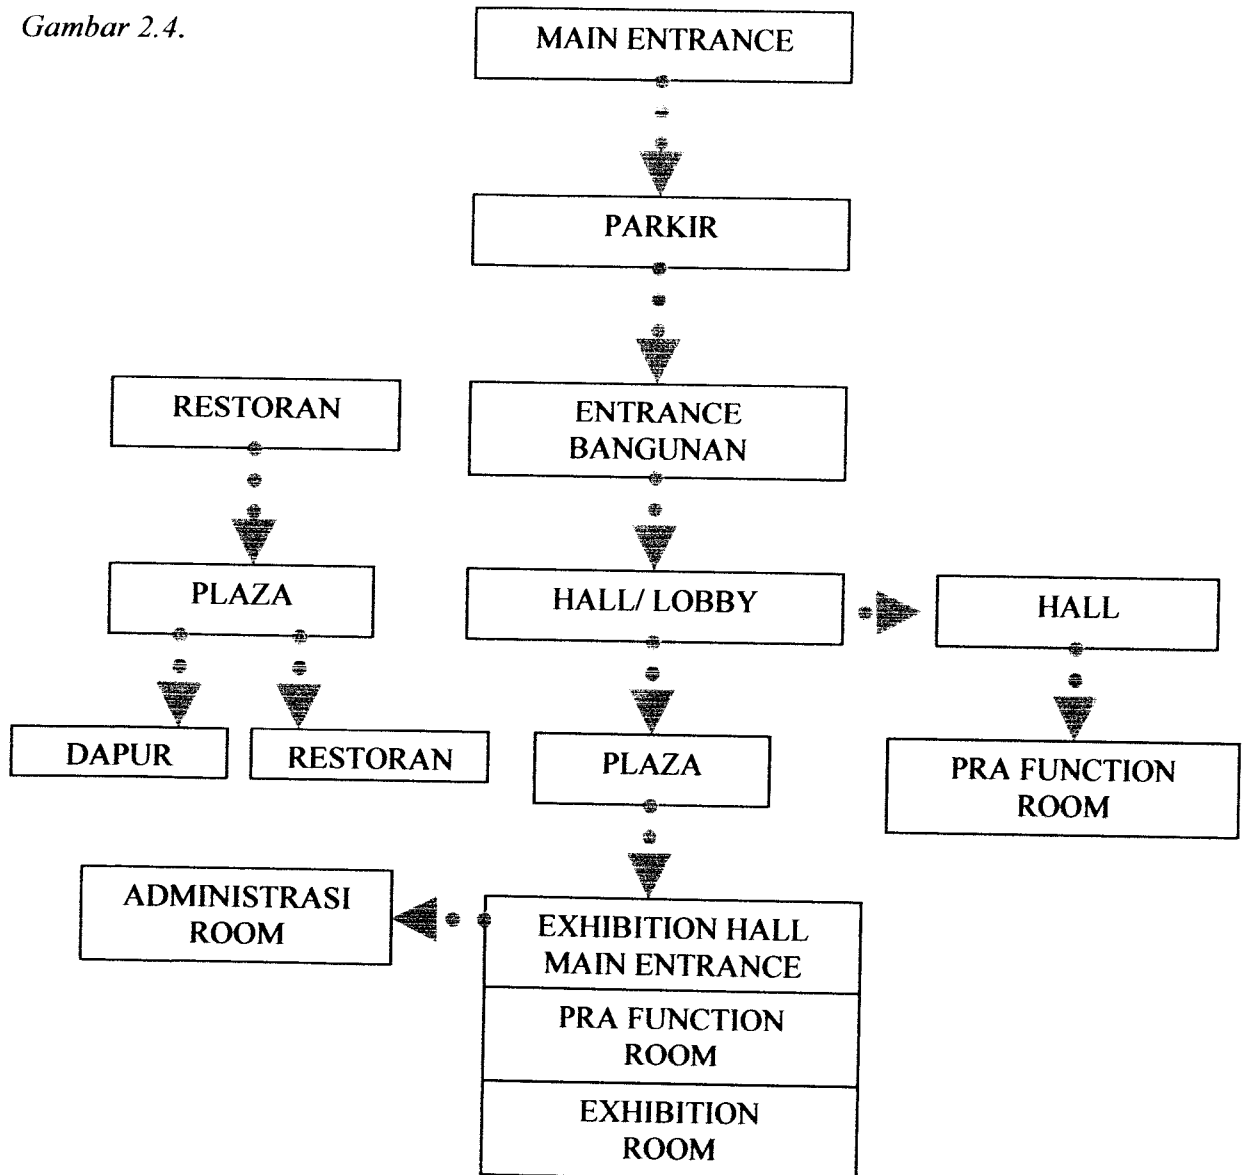 Gambar 2.4.
MAIN ENTRANCE
PARKIR
RESTORAN
ENTRANCE
BANGUNAN
PLAZA
HALL/ LOBBY
HALL
DAPUR
RESTORAN
PLAZA
PRA FUNCTION
ROOM
ADMINISTRASI
ROOM
EXHIBITION HALL
MAIN ENTRANCE
PRA FUNCTION
ROOM
EXHIBITION
ROOM